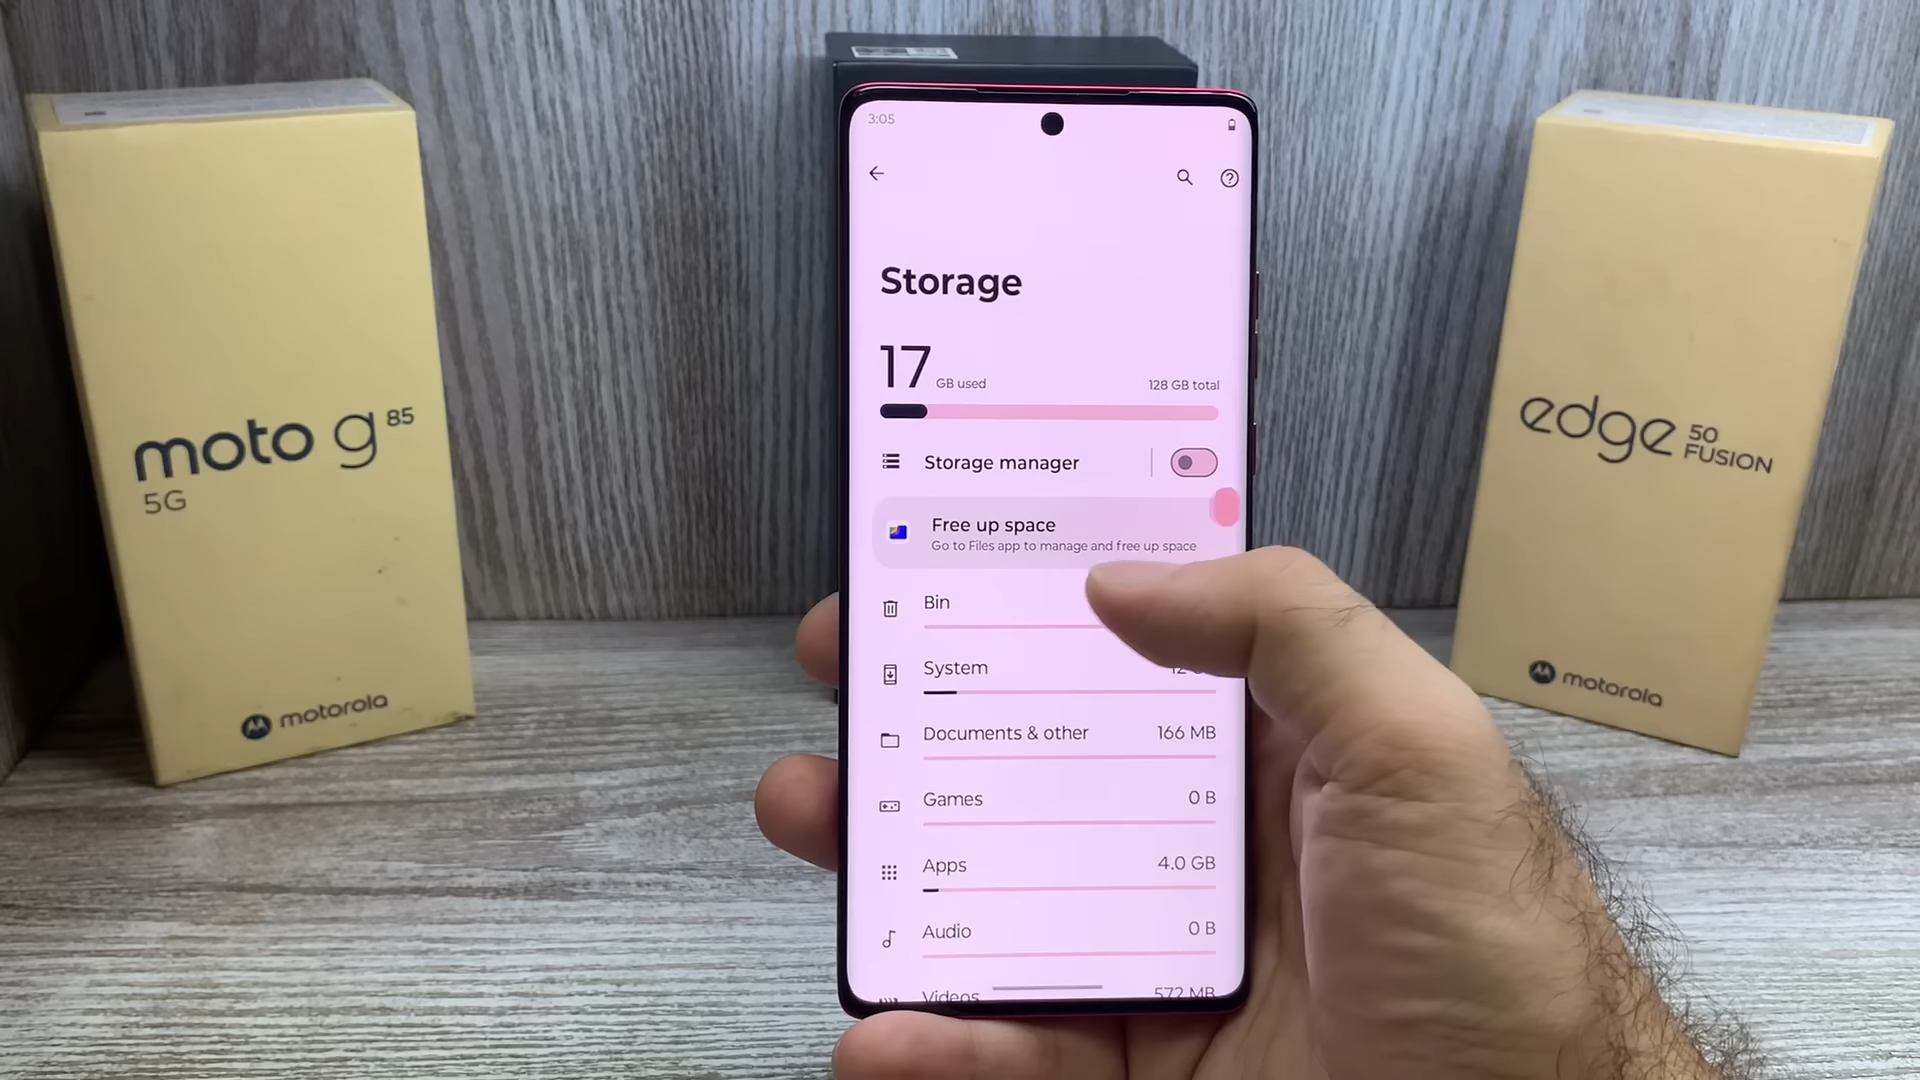 moto g 85
5G
motorola
3:05
Storage
17 GB used 128 GB total
Storage manager
Free up space
Go to Files app to manage and free up space
Bin
System
Documents & other 166 MB
Games 0 B
Apps 4.0 GB
Audio 0 B
Videos 572 MB
edge 50
FUSION
motorola